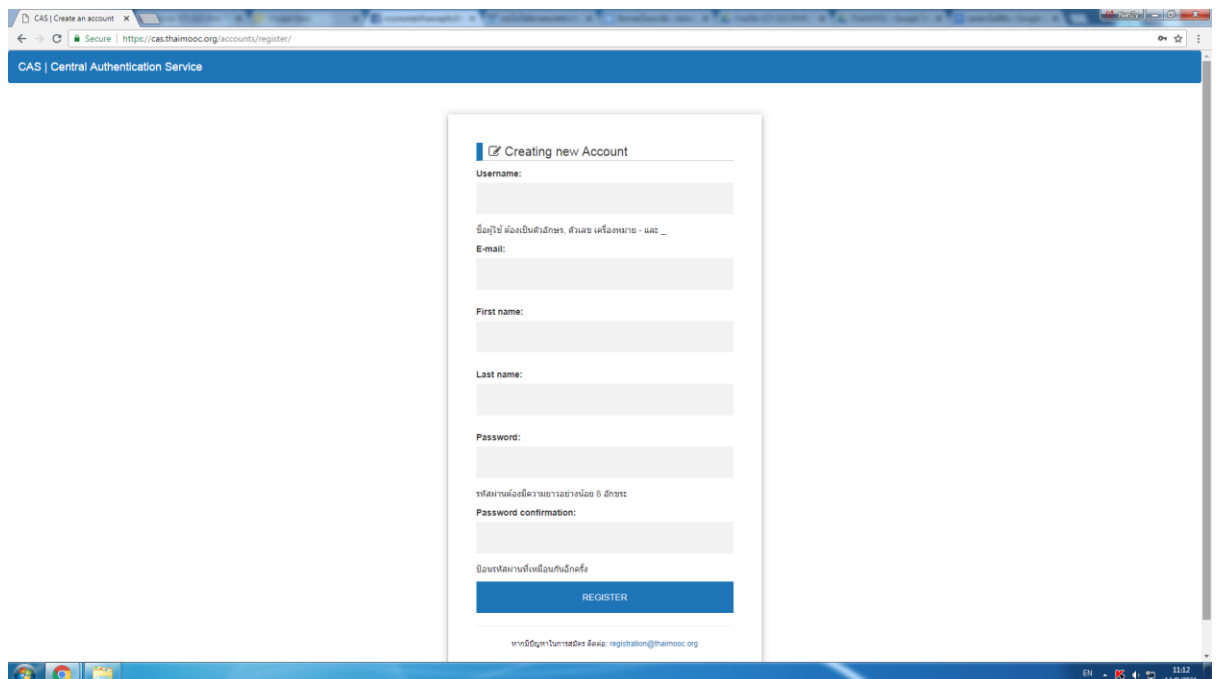 CAS | Create an account
Secure | https://cas.thaimooc.org/accounts/register/
CAS | Central Authentication Service
Creating new Account
Username:
ชื่อผู้ใช้ ต้องเป็นตัวอักษร, ตัวเลข เครื่องหมาย - และ _
E-mail:
First name:
Last name:
Password:
รหัสผ่านต้องมีความยาวอย่างน้อย 8 อักขระ
Password confirmation:
ป้อนรหัสผ่านที่เหมือนกันอีกครั้ง
REGISTER
หากมีปัญหาในการสมัคร ติดต่อ: registration@thaimooc.org
EN
11:12